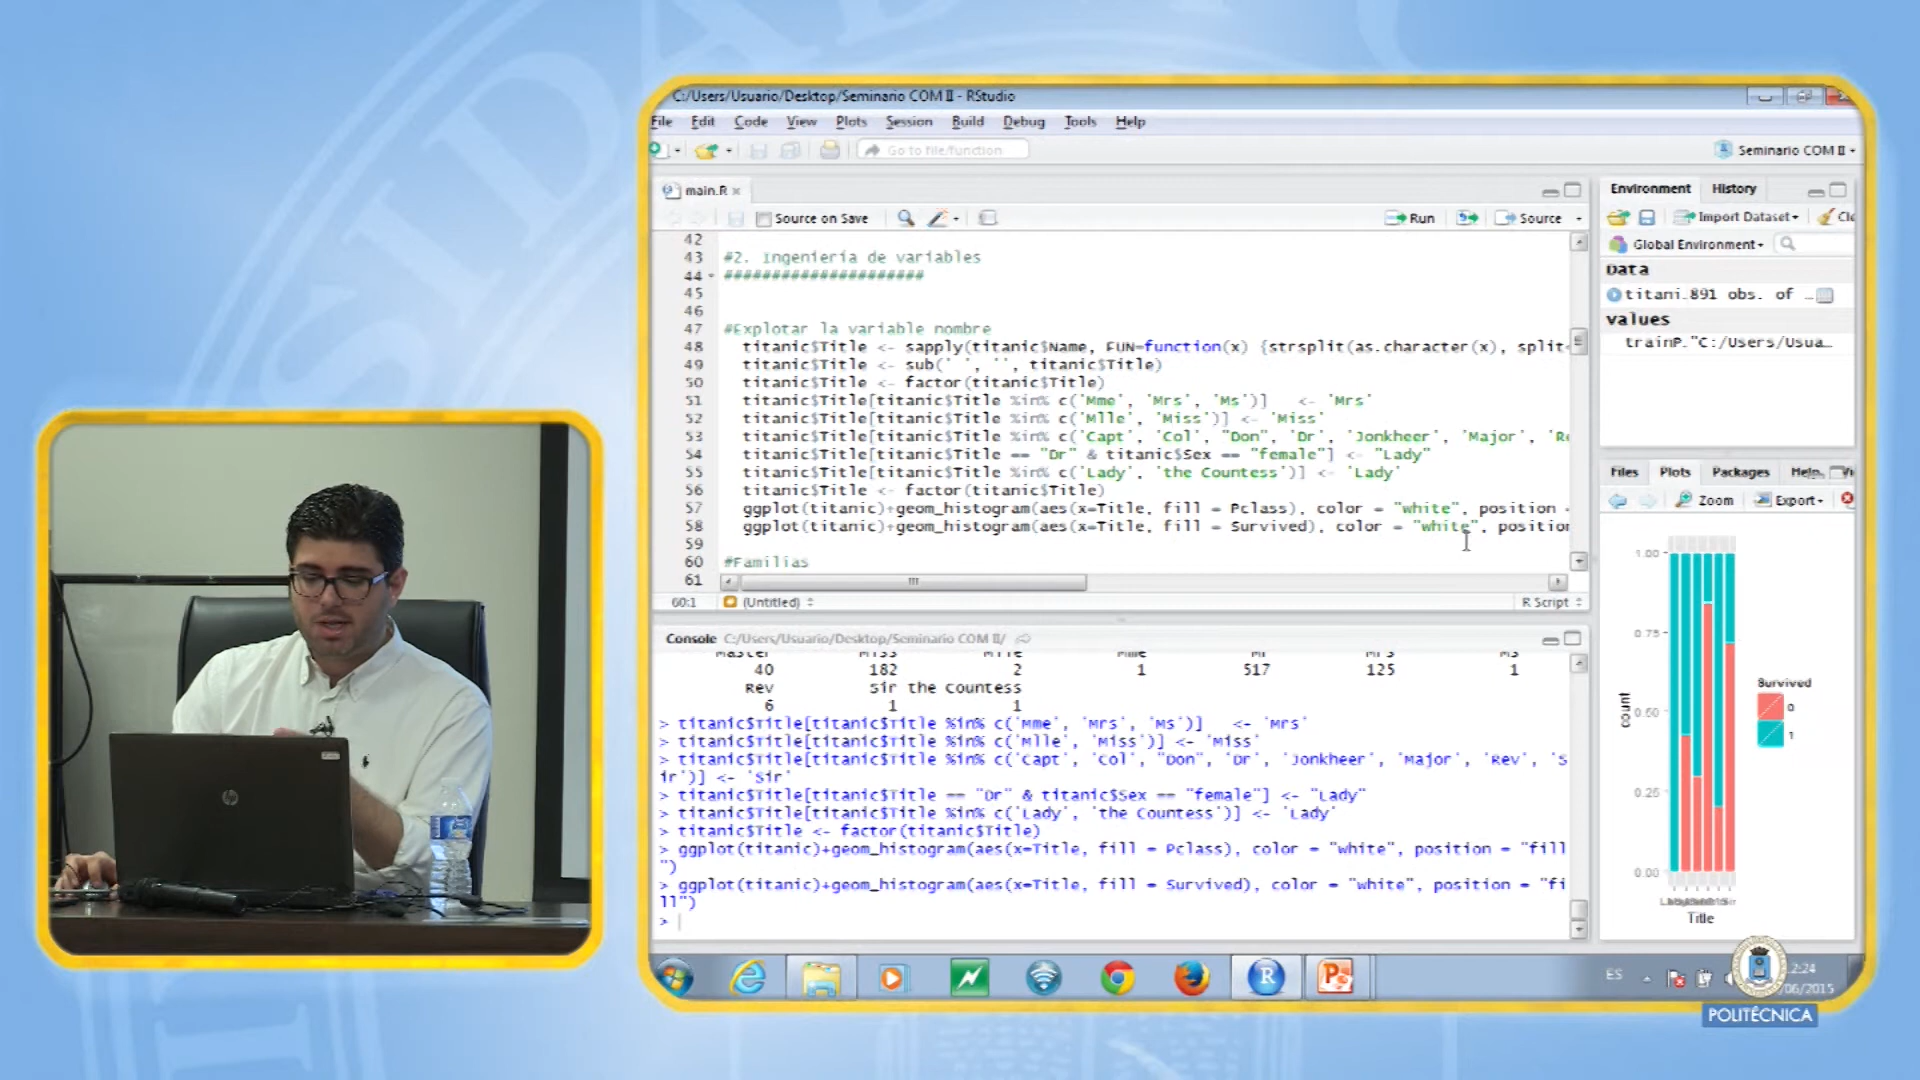 C:/Users/Usuario/Desktop/Seminario COM II - RStudio
File Edit Code View Plots Session Build Debug Tools Help
Go to file/function
Seminario COM II
main.R
Source on Save
Run
Source
42
43 #2. Ingeniería de variables
44 #####################
45
46
47 #Explotar la variable nombre
48 titanic$Title <- sapply(titanic$Name, FUN=function(x) {strsplit(as.character(x), split
49 titanic$Title <- sub(' ', '', titanic$Title)
50 titanic$Title <- factor(titanic$Title)
51 titanic$Title[titanic$Title %in% c('Mme', 'Mrs', 'Ms')] <- 'Mrs'
52 titanic$Title[titanic$Title %in% c('Mlle', 'Miss')] <- 'Miss'
53 titanic$Title[titanic$Title %in% c('Capt', 'Col', "Don", 'Dr', 'Jonkheer', 'Major', 'Re
54 titanic$Title[titanic$Title == "Dr" & titanic$Sex == "female"] <- "Lady"
55 titanic$Title[titanic$Title %in% c('Lady', 'the Countess')] <- 'Lady'
56 titanic$Title <- factor(titanic$Title)
57 ggplot(titanic)+geom_histogram(aes(x=Title, fill = Pclass), color = "white", position =
58 ggplot(titanic)+geom_histogram(aes(x=Title, fill = Survived), color = "white", position
59
60 #Familias
61
60:1 (Untitled) R Script
Console C:/Users/Usuario/Desktop/Seminario COM II/
Master Miss Mlle Mme Mr Mrs Ms
40 182 2 1 517 125 1
Rev Sir the Countess
6 1 1
> titanic$Title[titanic$Title %in% c('Mme', 'Mrs', 'Ms')] <- 'Mrs'
> titanic$Title[titanic$Title %in% c('Mlle', 'Miss')] <- 'Miss'
> titanic$Title[titanic$Title %in% c('Capt', 'Col', "Don", 'Dr', 'Jonkheer', 'Major', 'Rev', 'S
ir')] <- 'Sir'
> titanic$Title[titanic$Title == "Dr" & titanic$Sex == "female"] <- "Lady"
> titanic$Title[titanic$Title %in% c('Lady', 'the Countess')] <- 'Lady'
> titanic$Title <- factor(titanic$Title)
> ggplot(titanic)+geom_histogram(aes(x=Title, fill = Pclass), color = "white", position = "fill
")
> ggplot(titanic)+geom_histogram(aes(x=Title, fill = Survived), color = "white", position = "fi
ll")
>
Environment History
Import Dataset
Global Environment
Data
titani… 891 obs. of …
Values
trainP… "C:/Users/Usua…
Files Plots Packages Help
Zoom Export
1.00
0.75
0.50
0.25
0.00
count
Title
Survived
0
1
hp
ES
2:24
/06/2015
POLITÉCNICA